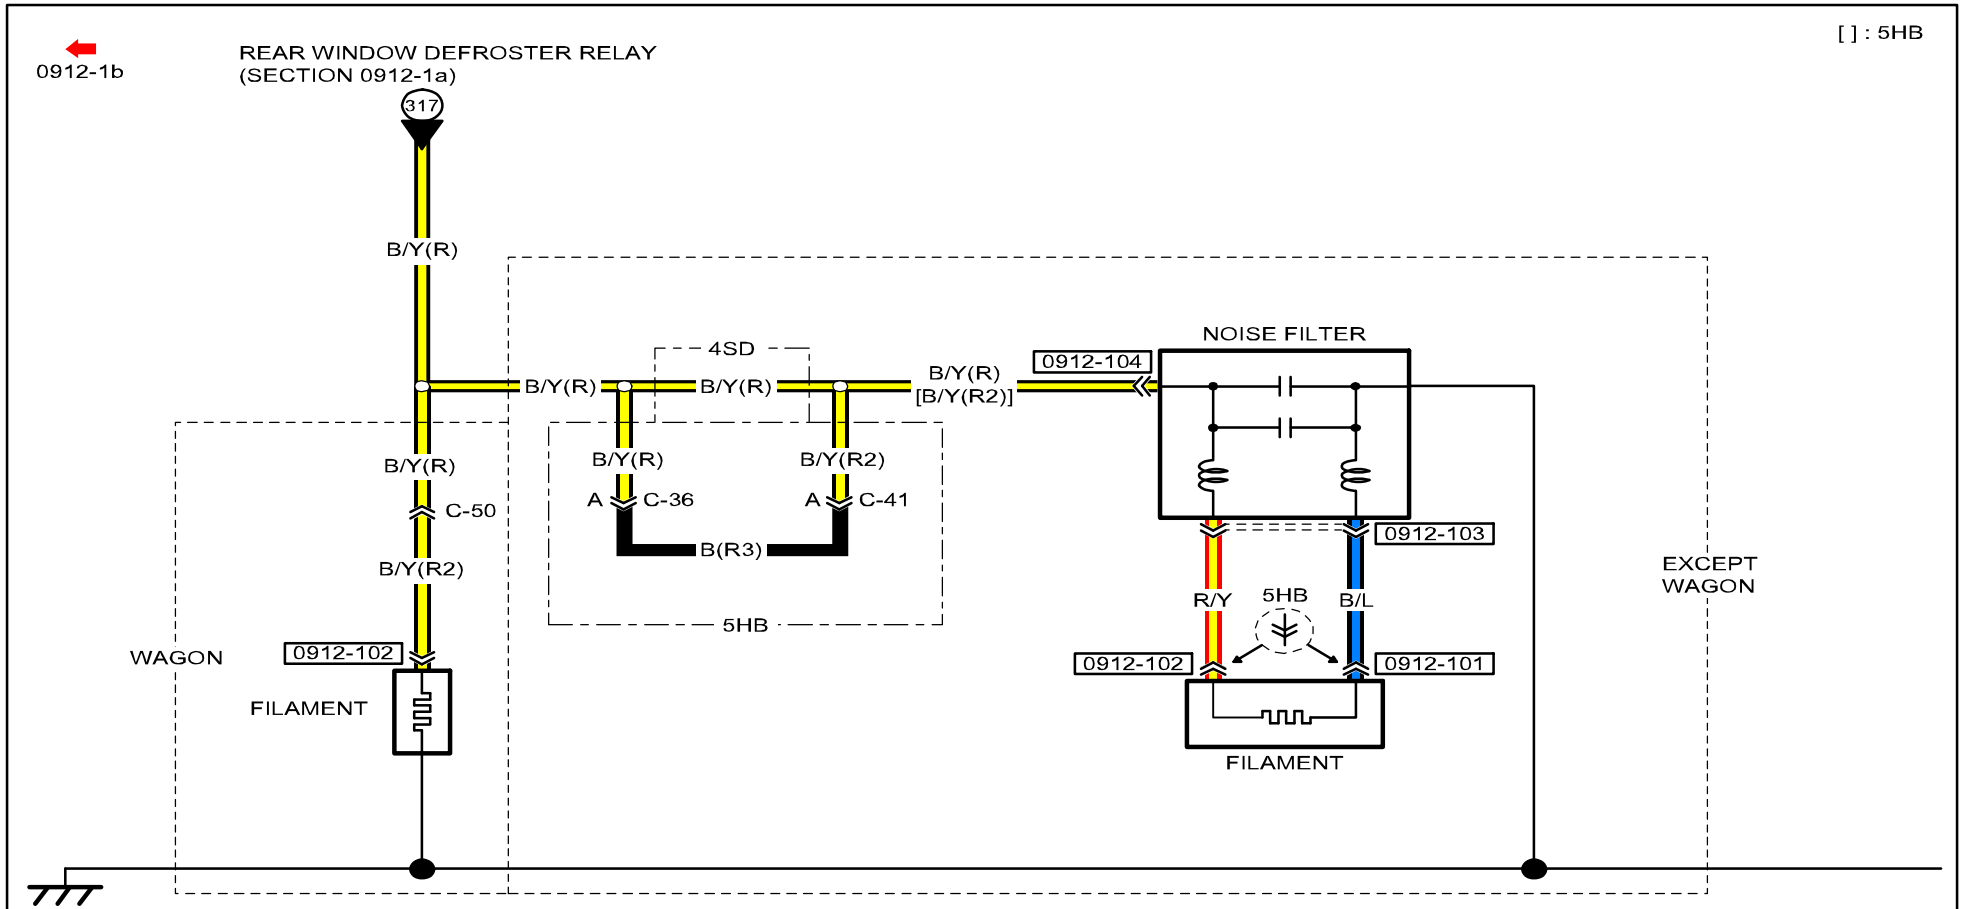 [ ] : 5HB
0912-1b
REAR WINDOW DEFROSTER RELAY
(SECTION 0912-1a)
317
B/Y(R)
NOISE FILTER
4SD
0912-104
B/Y(R)
B/Y(R)
B/Y(R)
[B/Y(R2)]
B/Y(R)
B/Y(R)
B/Y(R2)
A
C-36
A
C-41
C-50
0912-103
B(R3)
B/Y(R2)
EXCEPT
WAGON
R/Y
5HB
B/L
5HB
WAGON
0912-102
0912-102
0912-101
FILAMENT
FILAMENT